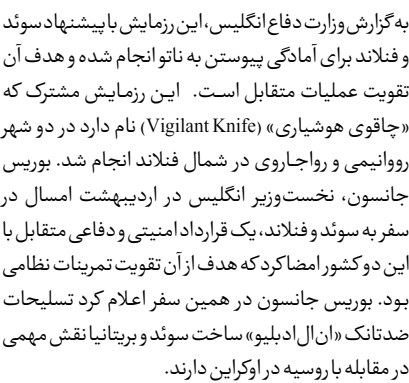 به گزارش وزارت دفاع انگلیس، این رزمایش با پیشنهاد سوئد
و فنلاند برای آمادگی پیوستن به ناتو انجام شده و هدف آن
تقویت عملیات متقابل است. این رزمایش مشترک که
«چاقوی هوشیاری» (Vigilant Knife) نام دارد در دو شهر
رووانیمی و رواجاروی در شمال فنلاند انجام شد. بوریس
جانسون، نخست‌وزیر انگلیس در اردیبهشت امسال در
سفر به سوئد و فنلاند، یک قرارداد امنیتی و دفاعی متقابل با
این دو کشور امضا کرد که هدف از آن تقویت تمرینات نظامی
بود. بوریس جانسون در همین سفر اعلام کرد تسلیحات
ضدتانک «ان‌ال‌ادبلیو» ساخت سوئد و بریتانیا نقش مهمی
در مقابله با روسیه در اوکراین دارند.